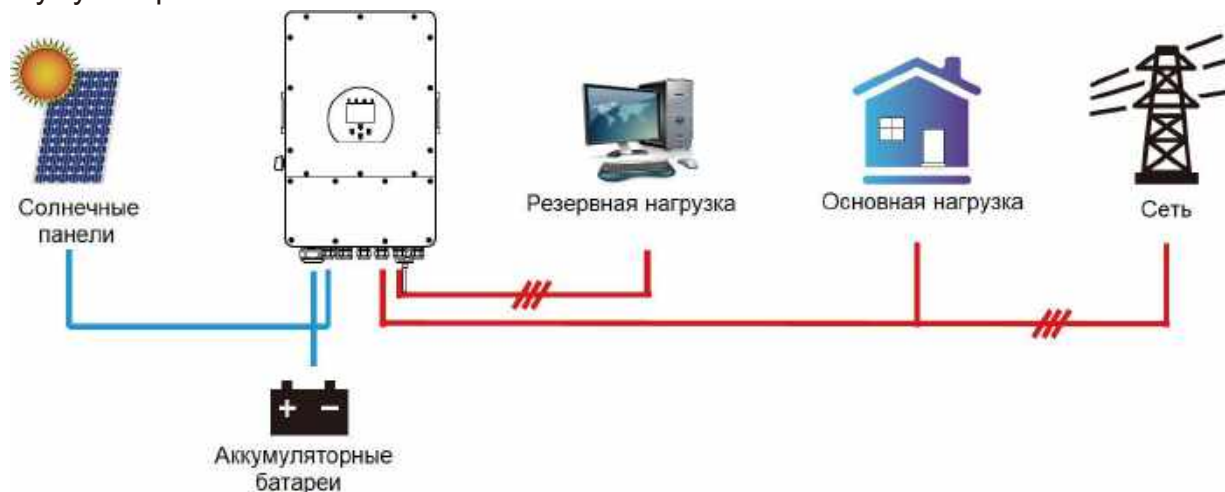 Солнечные
панели
Резервная нагрузка
Основная нагрузка
Сеть
+ −
Аккумуляторные
батареи